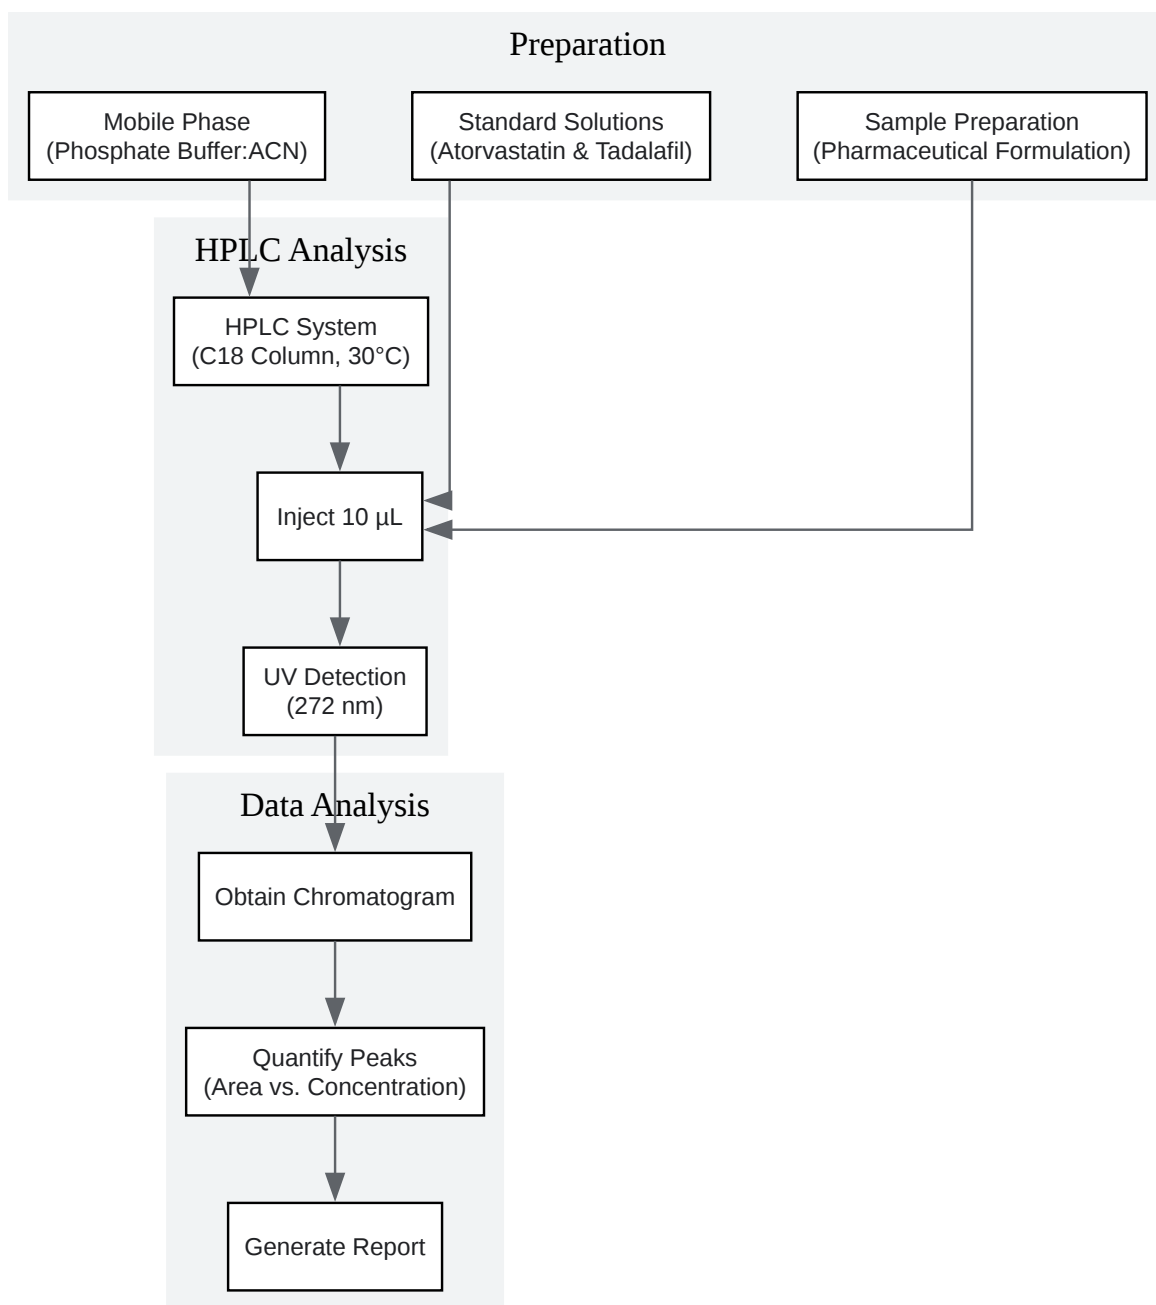 Preparation
Mobile Phase
(Phosphate Buffer:ACN)
Standard Solutions
(Atorvastatin & Tadalafil)
Sample Preparation
(Pharmaceutical Formulation)
HPLC Analysis
HPLC System
(C18 Column, 30°C)
Inject 10 µL
UV Detection
(272 nm)
Data Analysis
Obtain Chromatogram
Quantify Peaks
(Area vs. Concentration)
Generate Report